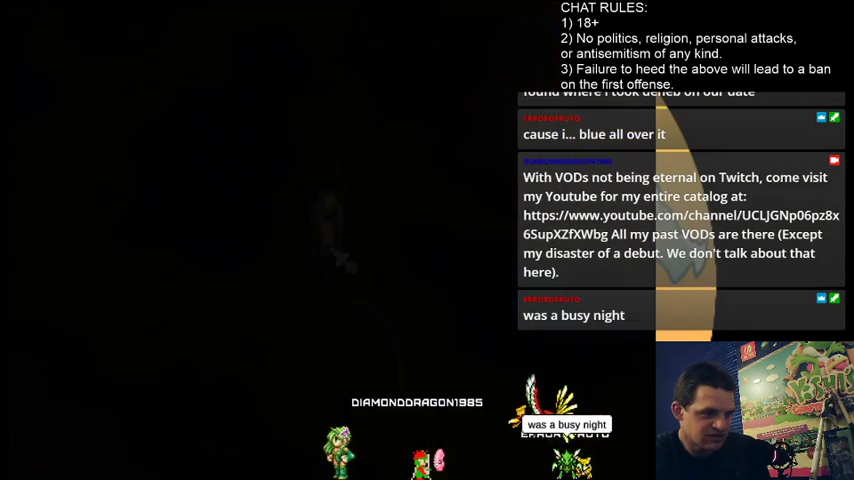 CHAT RULES:
1) 18+
2) No politics, religion, personal attacks,
or antisemitism of any kind.
3) Failure to heed the above will lead to a ban
on the first offense.
found where i took deneb on our date
ERROROFRUTO
cause i... blue all over it
DIAMONDDRAGON1985
With VODs not being eternal on Twitch, come visit
my Youtube for my entire catalog at:
https://www.youtube.com/channel/UCLJGNp06pz8x
6SupXZfXWbg All my past VODs are there (Except
my disaster of a debut. We don't talk about that
here).
ERROROFRUTO
was a busy night
DIAMONDDRAGON1985
was a busy night